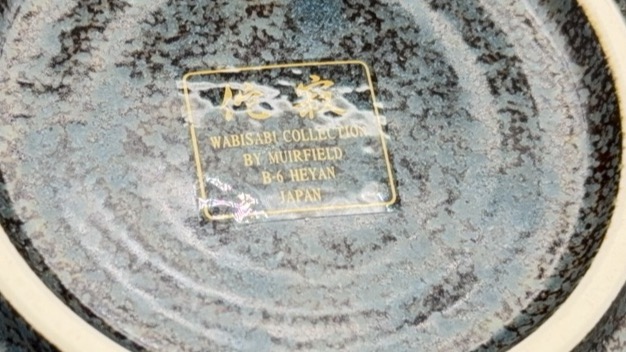 侘 寂
WABISABI COLLECTION
BY MUIRFIELD
B-6 HEYAN
JAPAN